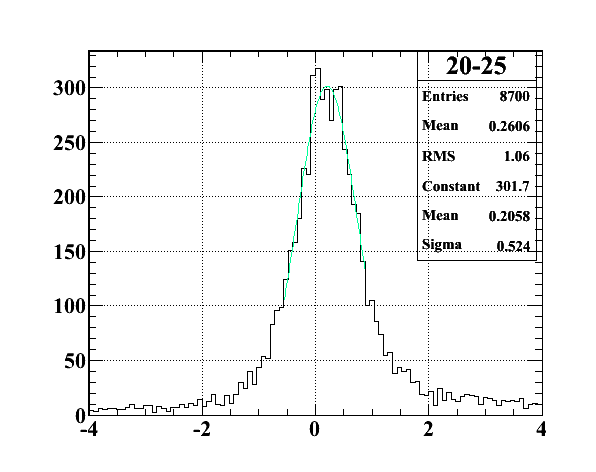 20-25
Entries 8700
Mean 0.2606
RMS 1.06
Constant 301.7
Mean 0.2058
Sigma 0.524
300
250
200
150
100
50
0
-4 -2 0 2 4